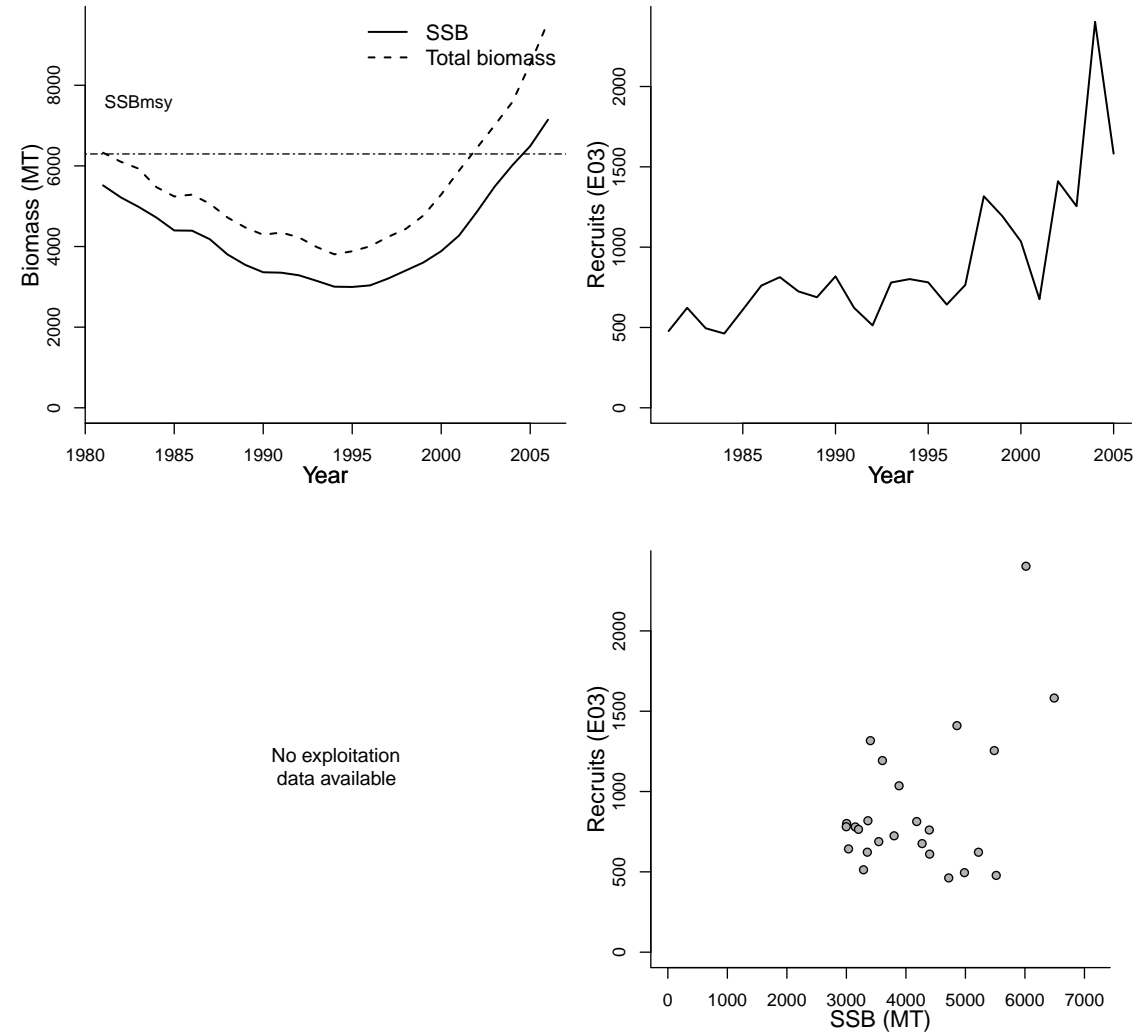 SSB
Total biomass
SSBmsy
Biomass (MT)
0
2000
4000
6000
8000
1980 1985 1990 1995 2000 2005
Year
Recruits (E03)
0
500
1000
1500
2000
1985 1990 1995 2000 2005
Year
No exploitation
data available
Recruits (E03)
0
500
1000
1500
2000
0 1000 2000 3000 4000 5000 6000 7000
SSB (MT)